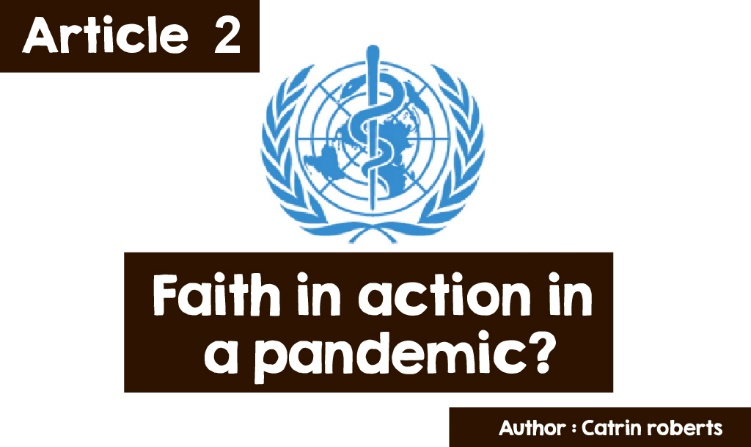 Article 2
Faith in action in
a pandemic?
Author : Catrin roberts